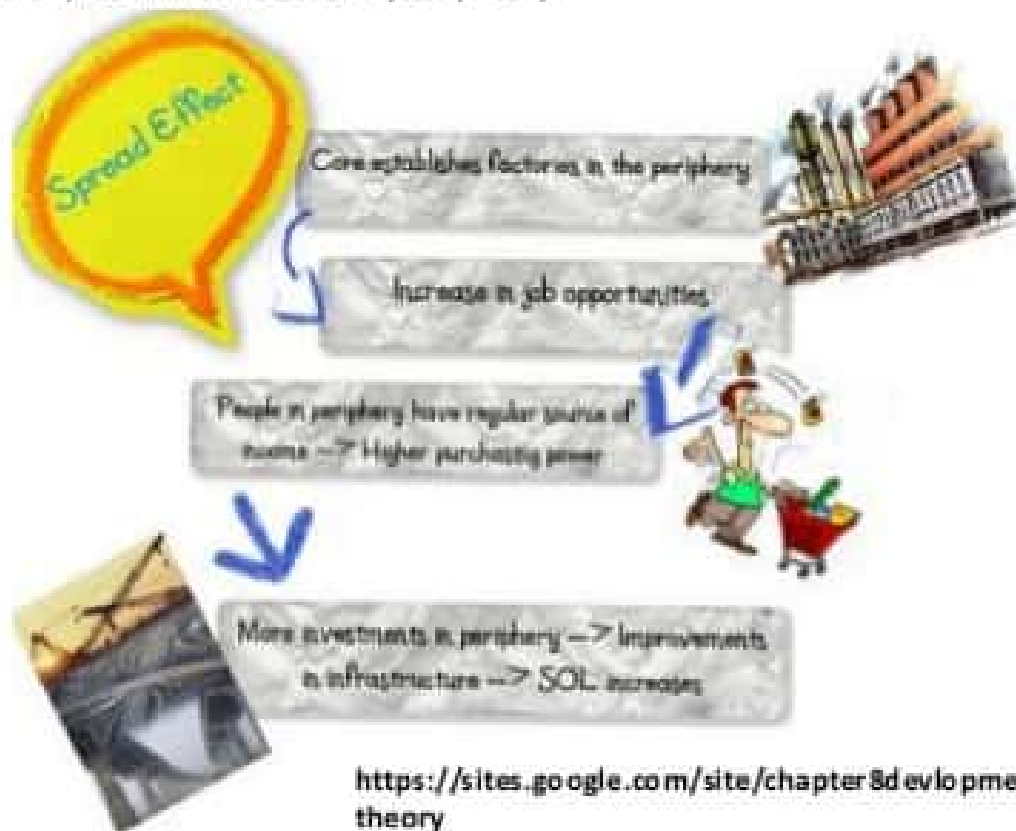 Spread Effect
Core establishes factories in the periphery
Increase in job opportunities
People in periphery have regular source of
income --> Higher purchasing power
More investments in periphery --> Improvements
in infrastructure --> SOL increases
https://sites.google.com/site/chapter8devlopme
theory